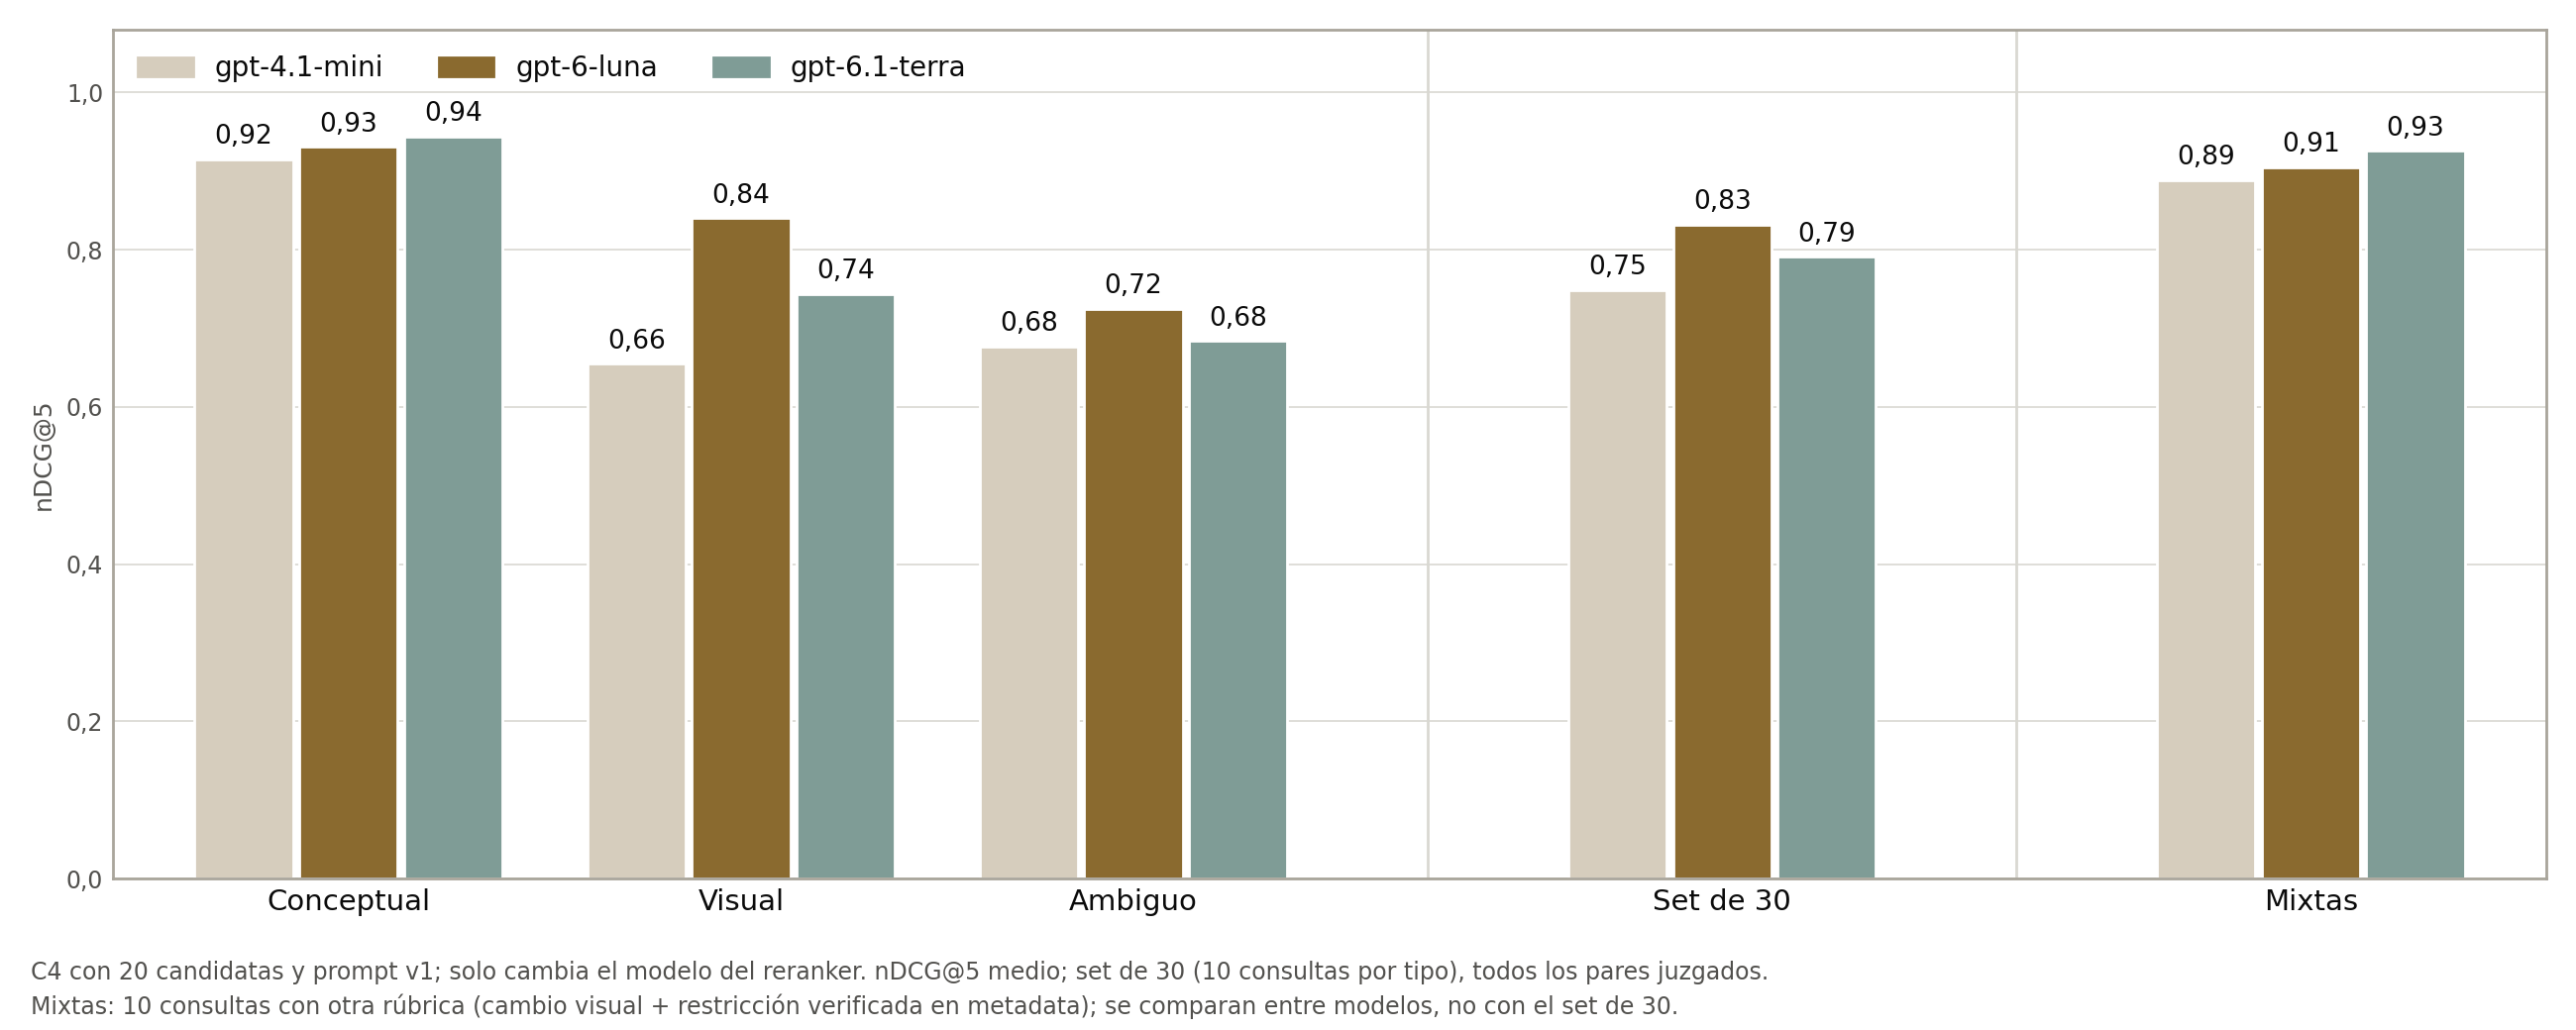 gpt-4.1-mini gpt-6-luna gpt-6.1-terra
nDCG@5
1,0
0,8
0,6
0,4
0,2
0,0
0,92 0,93 0,94
0,66 0,84 0,74
0,68 0,72 0,68
0,75 0,83 0,79
0,89 0,91 0,93
Conceptual Visual Ambiguo Set de 30 Mixtas
C4 con 20 candidatas y prompt v1; solo cambia el modelo del reranker. nDCG@5 medio; set de 30 (10 consultas por tipo), todos los pares juzgados.
Mixtas: 10 consultas con otra rúbrica (cambio visual + restricción verificada en metadata); se comparan entre modelos, no con el set de 30.